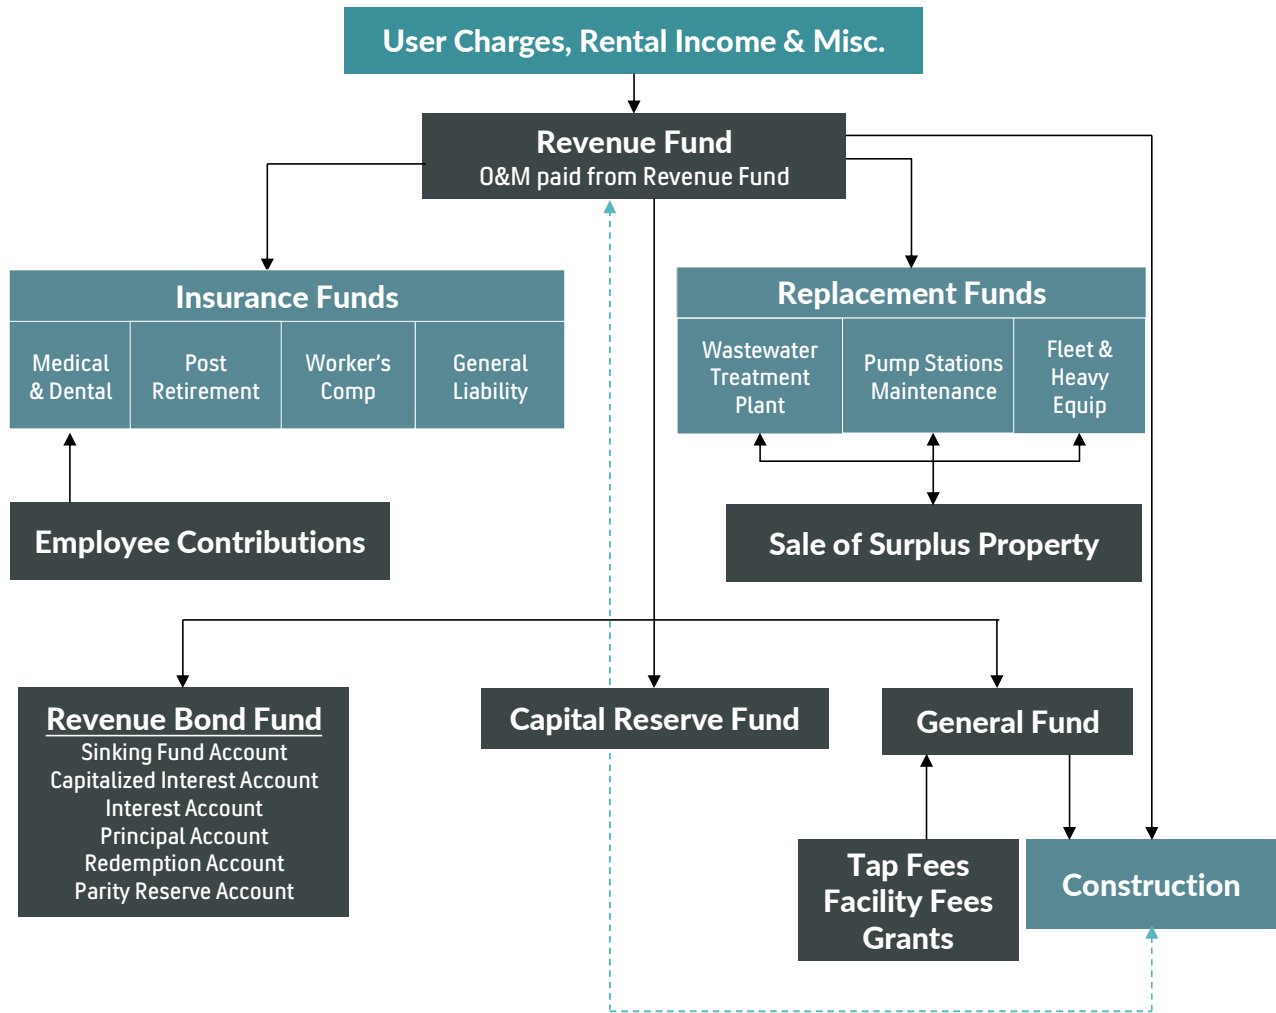 User Charges, Rental Income & Misc.
Revenue Fund
O&M paid from Revenue Fund
Insurance Funds
Medical
& Dental
Post
Retirement
Worker's
Comp
General
Liability
Replacement Funds
Wastewater
Treatment
Plant
Pump Stations
Maintenance
Fleet &
Heavy
Equip
Employee Contributions
Sale of Surplus Property
Revenue Bond Fund
Sinking Fund Account
Capitalized Interest Account
Interest Account
Principal Account
Redemption Account
Parity Reserve Account
Capital Reserve Fund
General Fund
Tap Fees
Facility Fees
Grants
Construction